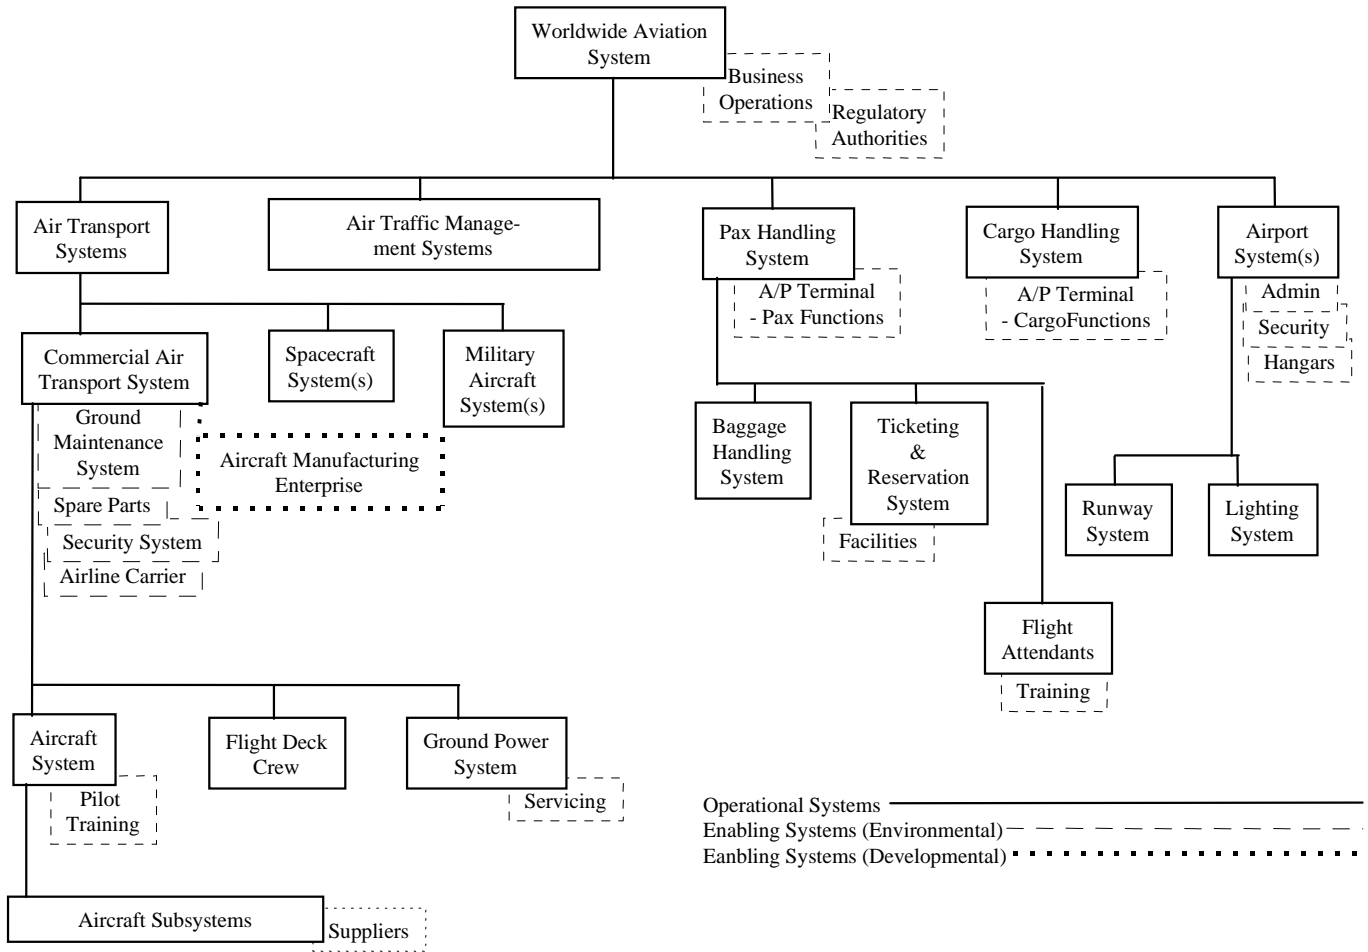 Worldwide Aviation
System
Business
Operations
Regulatory
Authorities
Air Transport
Systems
Air Traffic Manage-
ment Systems
Pax Handling
System
Cargo Handling
System
Airport
System(s)
A/P Terminal
- Pax Functions
A/P Terminal
- CargoFunctions
Admin
Security
Hangars
Commercial Air
Transport System
Spacecraft
System(s)
Military
Aircraft
System(s)
Ground
Maintenance
System
Aircraft Manufacturing
Enterprise
Spare Parts
Security System
Airline Carrier
Baggage
Handling
System
Ticketing
&
Reservation
System
Facilities
Runway
System
Lighting
System
Flight
Attendants
Training
Aircraft
System
Flight Deck
Crew
Ground Power
System
Pilot
Training
Servicing
Operational Systems
Enabling Systems (Environmental)
Eanbling Systems (Developmental)
Aircraft Subsystems
Suppliers